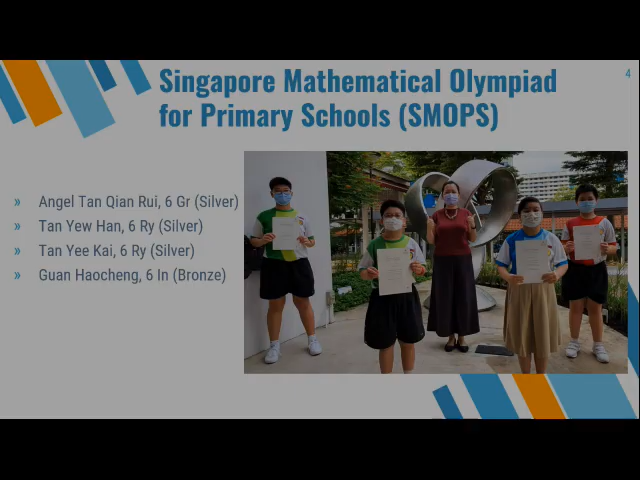 Singapore Mathematical Olympiad
for Primary Schools (SMOPS)
4
» Angel Tan Qian Rui, 6 Gr (Silver)
» Tan Yew Han, 6 Ry (Silver)
» Tan Yee Kai, 6 Ry (Silver)
» Guan Haocheng, 6 In (Bronze)